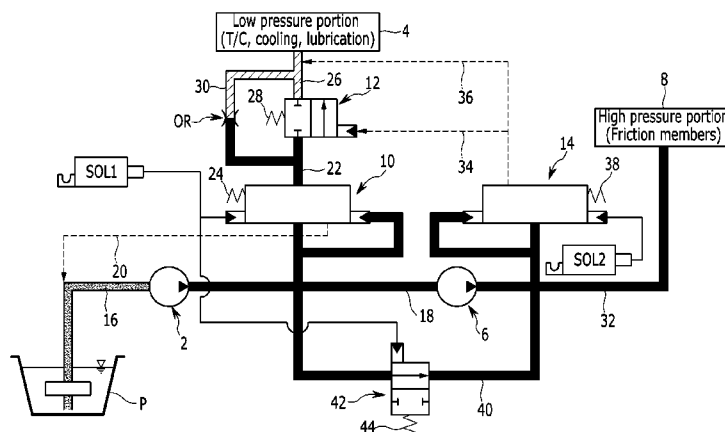 Low pressure portion
(T/C, cooling, lubrication)
4
30
26
12
8
28
36
High pressure portion
(Friction members)
OR
34
22
10
14
SOL1
24
38
20
SOL2
16
2
18
6
32
P
42
40
44